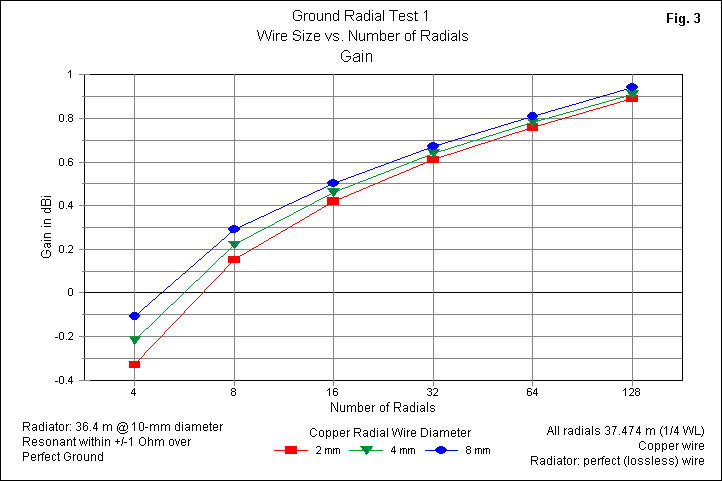 Ground Radial Test 1
Fig. 3
Wire Size vs. Number of Radials
Gain
1
0.8
0.6
0.4
0.2
0
-0.2
-0.4
Gain in dBi
4 8 16 32 64 128
Number of Radials
Radiator: 36.4 m @ 10-mm diameter
Resonant within +/-1 Ohm over
Perfect Ground
Copper Radial Wire Diameter
2 mm 4 mm 8 mm
All radials 37.474 m (1/4 WL)
Copper wire
Radiator: perfect (lossless) wire